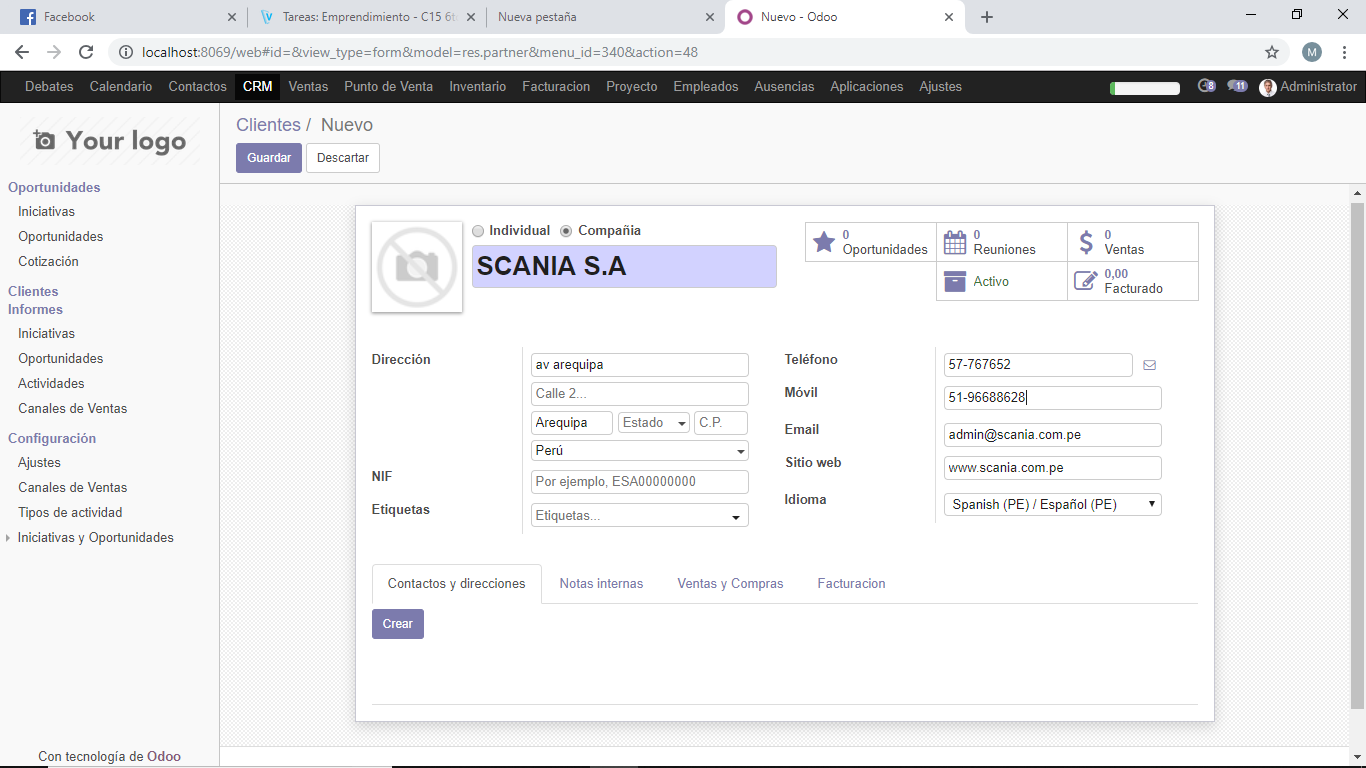 Facebook
Tareas: Emprendimiento - C15 6t
Nueva pestaña
Nuevo - Odoo
localhost:8069/web#id=&view_type=form&model=res.partner&menu_id=340&action=48
M
Debates Calendario Contactos CRM Ventas Punto de Venta Inventario Facturacion Proyecto Empleados Ausencias Aplicaciones Ajustes
8
11
Administrator
Your logo
Oportunidades
Iniciativas
Oportunidades
Cotización
Clientes
Informes
Iniciativas
Oportunidades
Actividades
Canales de Ventas
Configuración
Ajustes
Canales de Ventas
Tipos de actividad
Iniciativas y Oportunidades
Con tecnología de Odoo
Clientes / Nuevo
Guardar Descartar
Individual Compañia
SCANIA S.A
0
Oportunidades
0
Reuniones
0
Ventas
Activo
0,00
Facturado
Dirección
av arequipa
Calle 2...
Arequipa Estado C.P.
Perú
NIF Por ejemplo, ESA00000000
Etiquetas Etiquetas...
Teléfono 57-767652
Móvil 51-96688628
Email admin@scania.com.pe
Sitio web www.scania.com.pe
Idioma Spanish (PE) / Español (PE)
Contactos y direcciones Notas internas Ventas y Compras Facturacion
Crear